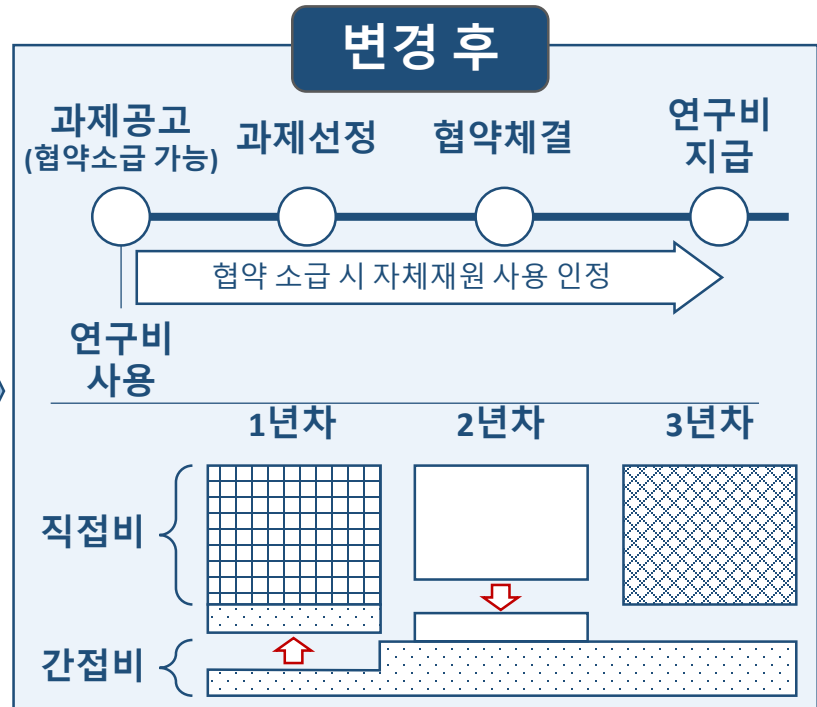 변경 후
과제공고
(협약소급 가능)
과제선정
협약체결
연구비
지급
협약 소급 시 자체재원 사용 인정
연구비
사용
1년차
2년차
3년차
직접비
간접비